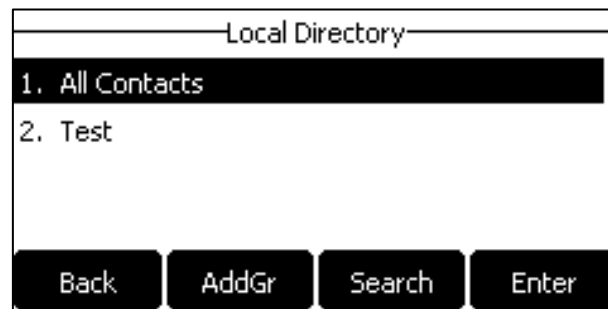 Local Directory
1. All Contacts
2. Test
Back AddGr Search Enter